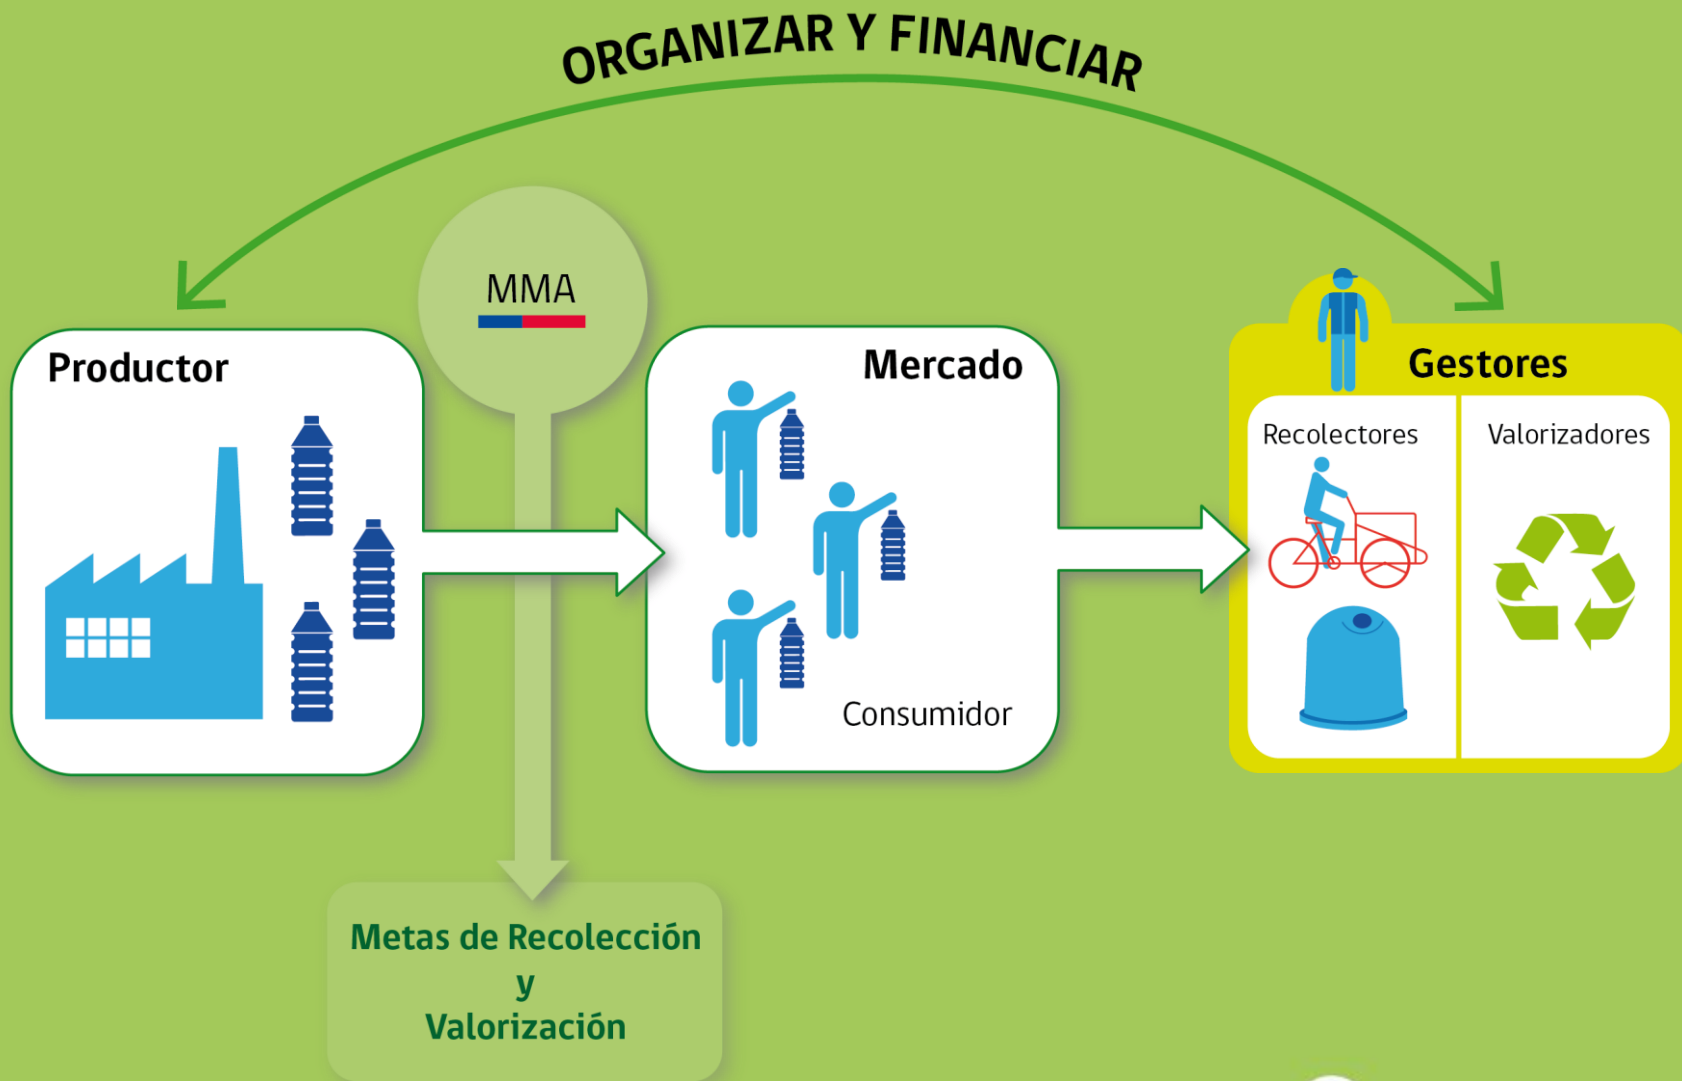 ORGANIZAR Y FINANCIAR
MMA
Productor
Mercado
Consumidor
Gestores
Recolectores
Valorizadores
Metas de Recolección
y
Valorización